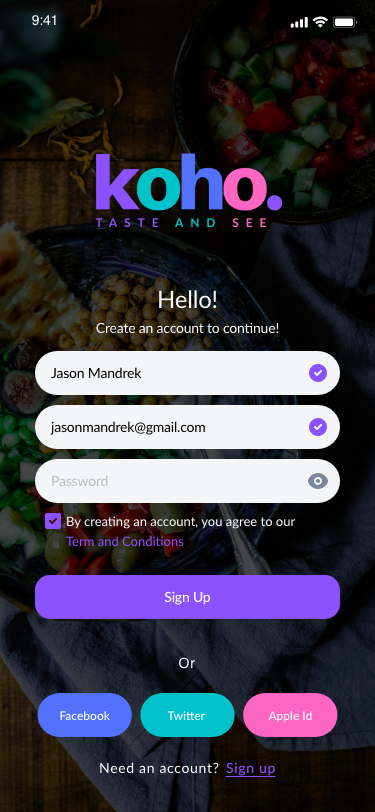 9:41
koho.
TASTE AND SEE
Hello!
Create an account to continue!
Jason Mandrek
jasonmandrek@gmail.com
Password
By creating an account, you agree to our
Term and Conditions
Sign Up
Or
Facebook Twitter Apple Id
Need an account? Sign up